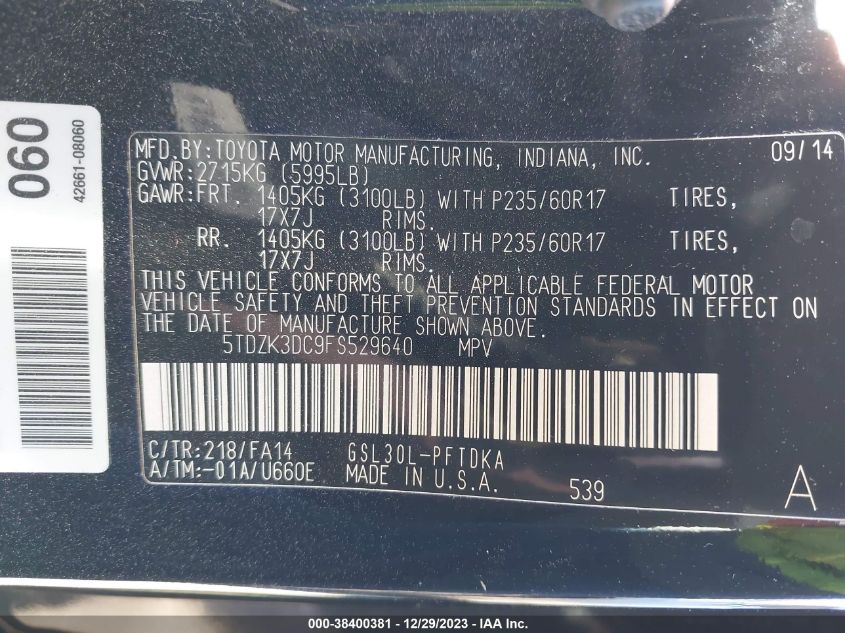 060
42661-08060
MFD.BY:TOYOTA MOTOR MANUFACTURING, INDIANA, INC. 09/14
GVWR:2715KG (5995LB)
GAWR:FRT. 1405KG (3100LB) WITH P235/60R17 TIRES,
17X7J RIMS.
RR. 1405KG (3100LB) WITH P235/60R17 TIRES,
17X7J RIMS.
THIS VEHICLE CONFORMS TO ALL APPLICABLE FEDERAL MOTOR
VEHICLE SAFETY AND THEFT PREVENTION STANDARDS IN EFFECT ON
THE DATE OF MANUFACTURE SHOWN ABOVE.
5TDZK3DC9FS529640 MPV
C/TR:218/FA14 GSL30L-PFTDKA
A/TM:-01A/U660E MADE IN U.S.A. 539 A
000-38400381 - 12/29/2023 - IAA Inc.